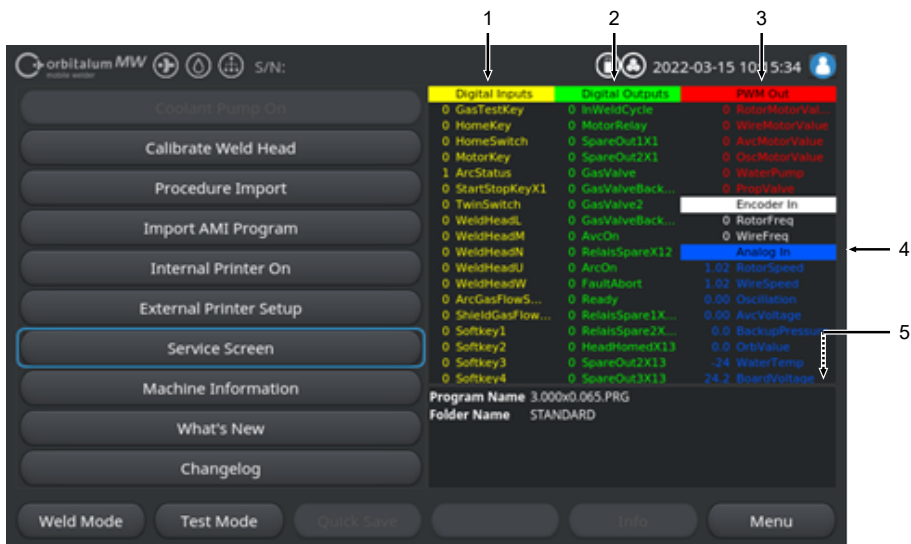 1 2 3
orbitalum MW S/N: 2022-03-15 10:15:34
mobile welder
Coolant Pump On
Calibrate Weld Head
Procedure Import
Import AMI Program
Internal Printer On
External Printer Setup
Service Screen
Machine Information
What's New
Changelog
Digital Inputs
0 GasTestKey
0 HomeKey
0 HomeSwitch
0 MotorKey
1 ArcStatus
0 StartStopKeyX1
0 TwinSwitch
0 WeldHeadL
0 WeldHeadM
0 WeldHeadN
0 WeldHeadU
0 WeldHeadW
0 ArcGasFlowS...
0 ShieldGasFlow...
0 Softkey1
0 Softkey2
0 Softkey3
0 Softkey4
Digital Outputs
0 InWeldCycle
0 MotorRelay
0 SpareOut1X1
0 SpareOut2X1
0 GasValve
0 GasValveBack...
0 GasValve2
0 GasValveBack...
0 AvcOn
0 RelaisSpareX12
0 ArcOn
0 FaultAbort
0 Ready
0 RelaisSpare1X...
0 RelaisSpare2X...
0 HeadHomedX13
0 SpareOut2X13
0 SpareOut3X13
PWM Out
0 RotorMotorVal...
0 WireMotorValue
0 AvcMotorValue
0 OscMotorValue
0 WaterPump
0 PropValve
Encoder In
0 RotorFreq
0 WireFreq
Analog In
1.02 RotorSpeed
1.02 WireSpeed
0.00 Oscillation
0.00 AvcVoltage
0.0 BackupPressure
0.0 OrbValue
-24 WaterTemp
24.2 BoardVoltage
4
5
Program Name 3.000x0.065.PRG
Folder Name STANDARD
Weld Mode Test Mode Quick Save Info Menu